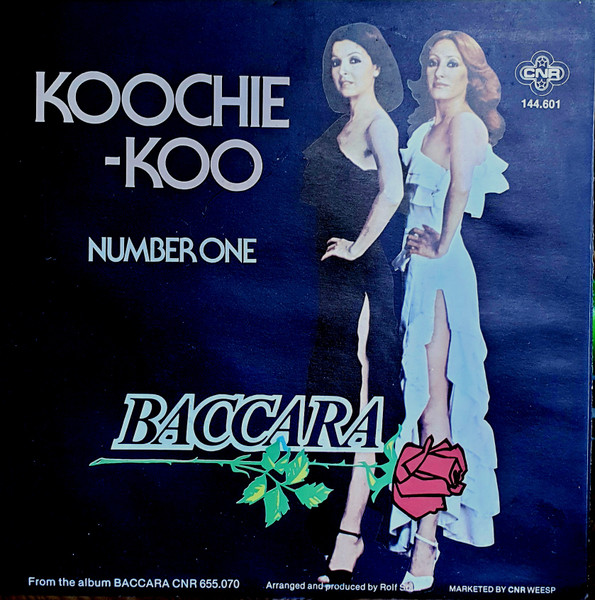 KOOCHIE
-KOO
CNR
144.601
NUMBER ONE
BACCARA
From the album BACCARA CNR 655.070
Arranged and produced by Rolf
MARKETED BY CNR WEESP